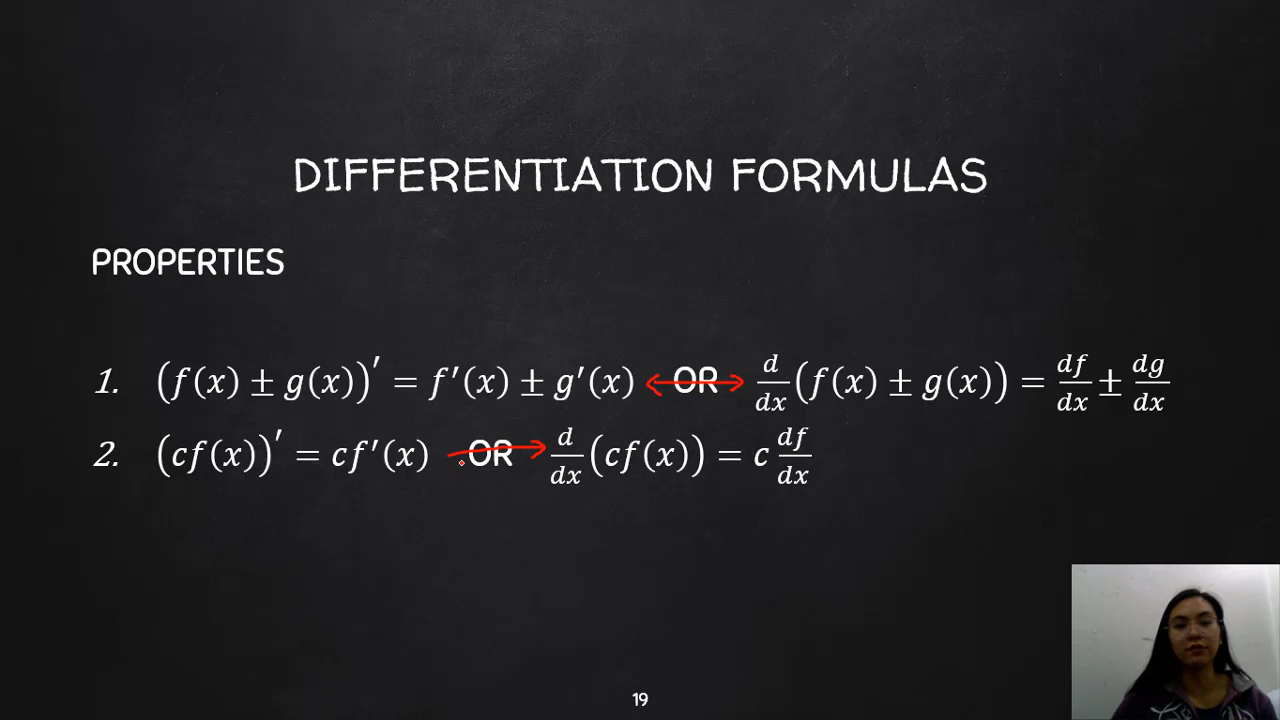 DIFFERENTIATION FORMULAS
PROPERTIES
1. (f(x) ± g(x))′ = f′(x) ± g′(x) OR d/dx (f(x) ± g(x)) = df/dx ± dg/dx
2. (cf(x))′ = cf′(x) OR d/dx (cf(x)) = c df/dx
19